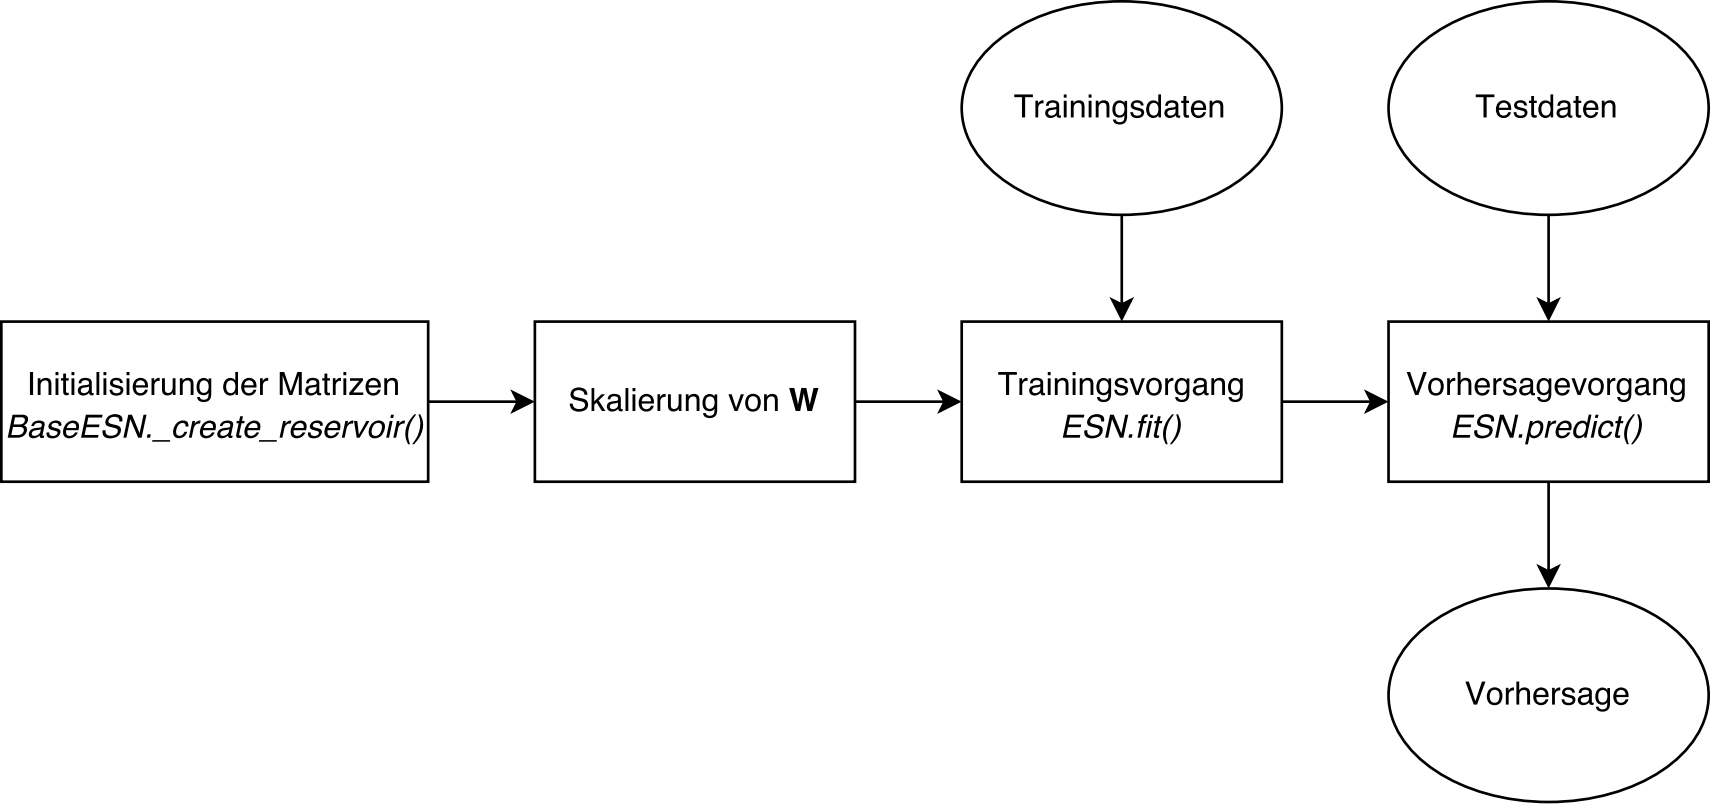 Trainingsdaten
Testdaten
Initialisierung der Matrizen
BaseESN._create_reservoir()
Skalierung von W
Trainingsvorgang
ESN.fit()
Vorhersagevorgang
ESN.predict()
Vorhersage